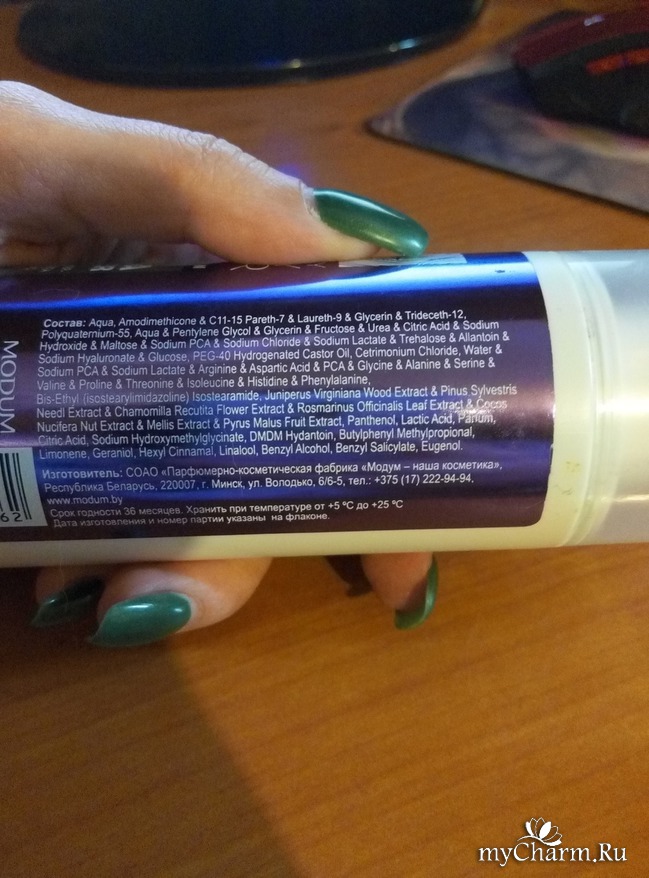 Состав: Aqua, Amodimethicone & C11-15 Pareth-7 & Laureth-9 & Glycerin & Trideceth-12,
Polyquaternium-55, Aqua & Pentylene Glycol & Glycerin & Fructose & Urea & Citric Acid & Sodium
Hydroxide & Maltose & Sodium PCA & Sodium Chloride & Sodium Lactate & Trehalose & Allantoin &
Sodium Hyaluronate & Glucose, PEG-40 Hydrogenated Castor Oil, Cetrimonium Chloride, Water &
Sodium PCA & Sodium Lactate & Arginine & Aspartic Acid & PCA & Glycine & Alanine & Serine &
Valine & Proline & Threonine & Isoleucine & Histidine & Phenylalanine,
Bis-Ethyl (isostearylimidazoline) Isostearamide, Juniperus Virginiana Wood Extract & Pinus Sylvestris
Needl Extract & Chamomilla Recutita Flower Extract & Rosmarinus Officinalis Leaf Extract & Cocos
Nucifera Nut Extract & Mellis Extract & Pyrus Malus Fruit Extract, Panthenol, Lactic Acid, Parfum,
Citric Acid, Sodium Hydroxymethylglycinate, DMDM Hydantoin, Butylphenyl Methylpropional,
Limonene, Geraniol, Hexyl Cinnamal, Linalool, Benzyl Alcohol, Benzyl Salicylate, Eugenol.
Изготовитель: СОАО «Парфюмерно-косметическая фабрика «Модум – наша косметика»,
Республика Беларусь, 220007, г. Минск, ул. Володько, 6/6-5, тел.: +375 (17) 222-94-94.
www.modum.by
Срок годности 36 месяцев. Хранить при температуре от +5 ºС до +25 ºС
Дата изготовления и номер партии указаны на флаконе.
MODUM
62
myCharm.Ru